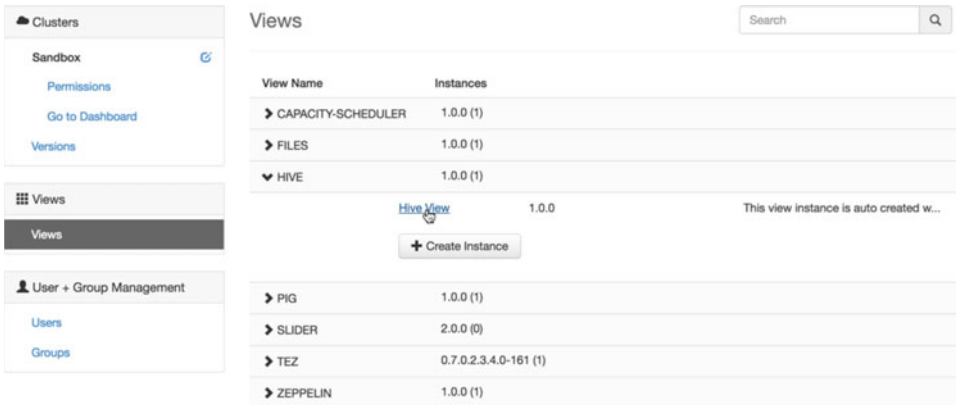 Clusters
Sandbox
Permissions
Go to Dashboard
Versions
Views
Views
User + Group Management
Users
Groups
Views
Search
View Name Instances
CAPACITY-SCHEDULER 1.0.0 (1)
FILES 1.0.0 (1)
HIVE 1.0.0 (1)
Hive View 1.0.0 This view instance is auto created w...
Create Instance
PIG 1.0.0 (1)
SLIDER 2.0.0 (0)
TEZ 0.7.0.2.3.4.0-161 (1)
ZEPPELIN 1.0.0 (1)